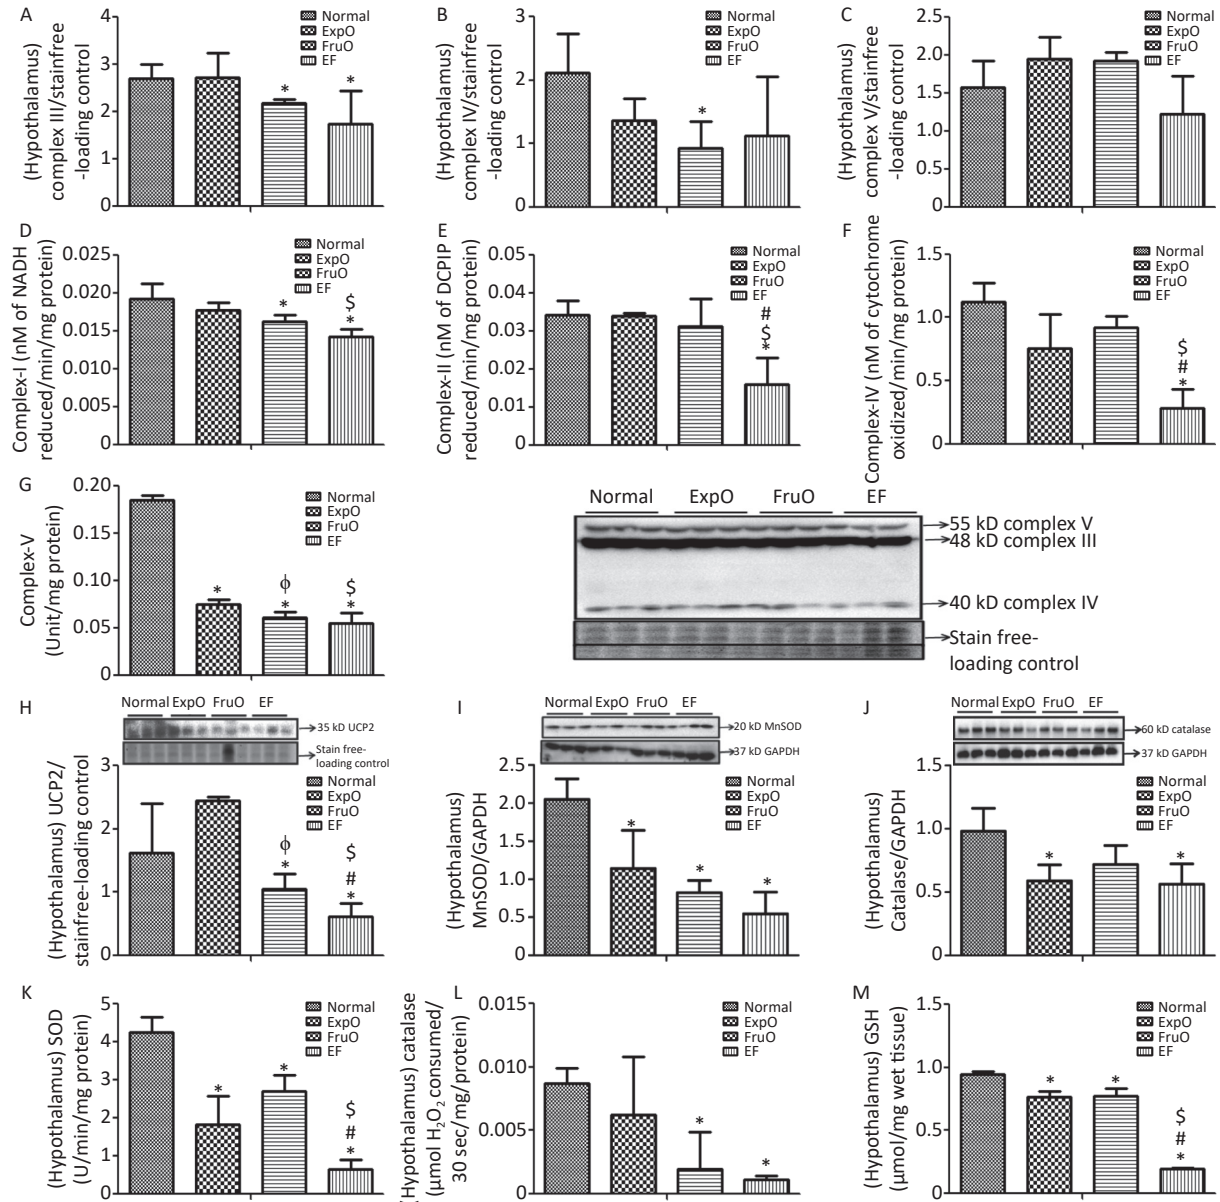 A
(Hypothalamus)
complex III/stainfree
-loading control
4
3
2
1
0
Normal
ExpO
FruO
EF
*
*
B
(Hypothalamus)
complex IV/stainfree
-loading control
3
2
1
0
Normal
ExpO
FruO
EF
*
C
(Hypothalamus)
complex V/stainfree
-loading control
2.5
2.0
1.5
1.0
0.5
0
Normal
ExpO
FruO
EF
D
Complex-I (nM of NADH
reduced/min/mg protein)
0.025
0.020
0.015
0.010
0.005
0.000
Normal
ExpO
FruO
EF
*
$
*
E
Complex-II (nM of DCPIP
reduced/min/mg protein)
0.05
0.04
0.03
0.02
0.01
0
Normal
ExpO
FruO
EF
#
$
*
F
Complex-IV (nM of cytochrome
oxidized/min/mg protein)
1.5
1.0
0.5
0
Normal
ExpO
FruO
EF
$
#
*
G
Complex-V
(Unit/mg protein)
0.20
0.15
0.10
0.05
0
Normal
ExpO
FruO
EF
*
ϕ
*
$
*
Normal ExpO FruO EF
55 kD complex V
48 kD complex III
40 kD complex IV
Stain free-
loading control
H
Normal ExpO FruO EF
35 kD UCP2
Stain free-
loading control
(Hypothalamus) UCP2/
stainfree-loading control
3
2
1
0
Normal
ExpO
FruO
EF
ϕ
*
$
#
*
I
Normal ExpO FruO EF
20 kD MnSOD
37 kD GAPDH
(Hypothalamus)
MnSOD/GAPDH
2.5
2.0
1.5
1.0
0.5
0
Normal
ExpO
FruO
EF
*
*
*
J
Normal ExpO FruO EF
60 kD catalase
37 kD GAPDH
(Hypothalamus)
Catalase/GAPDH
1.5
1.0
0.5
0
Normal
ExpO
FruO
EF
*
*
K
(Hypothalamus) SOD
(U/min/mg protein)
5
4
3
2
1
0
Normal
ExpO
FruO
EF
*
*
$
#
*
L
(Hypothalamus) catalase
(μmol H₂O₂ consumed/
30 sec/mg/protein)
0.015
0.010
0.005
0
Normal
ExpO
FruO
EF
*
*
M
(Hypothalamus) GSH
(μmol/mg wet tissue)
1.5
1.0
0.5
0.0
Normal
ExpO
FruO
EF
*
*
$
#
*